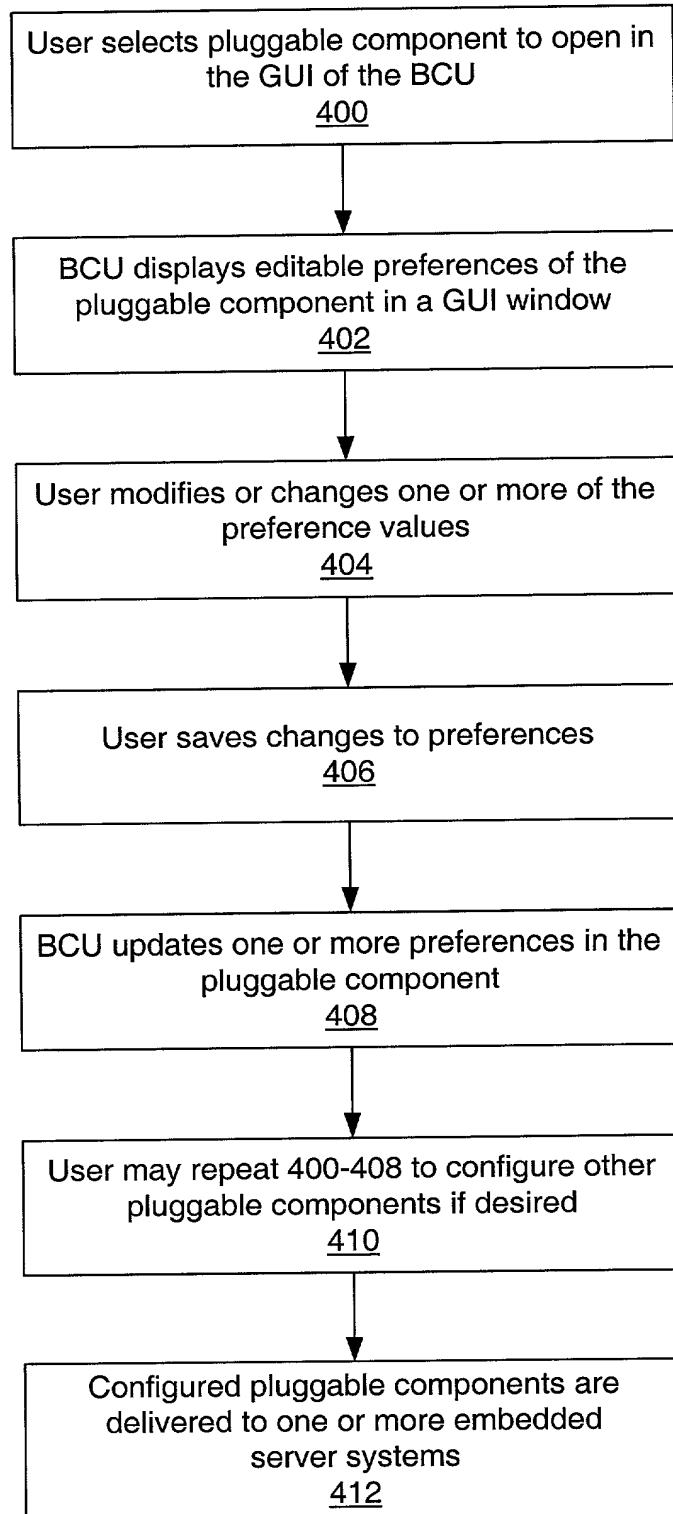 User selects pluggable component to open in
the GUI of the BCU
400
BCU displays editable preferences of the
pluggable component in a GUI window
402
User modifies or changes one or more of the
preference values
404
User saves changes to preferences
406
BCU updates one or more preferences in the
pluggable component
408
User may repeat 400-408 to configure other
pluggable components if desired
410
Configured pluggable components are
delivered to one or more embedded
server systems
412